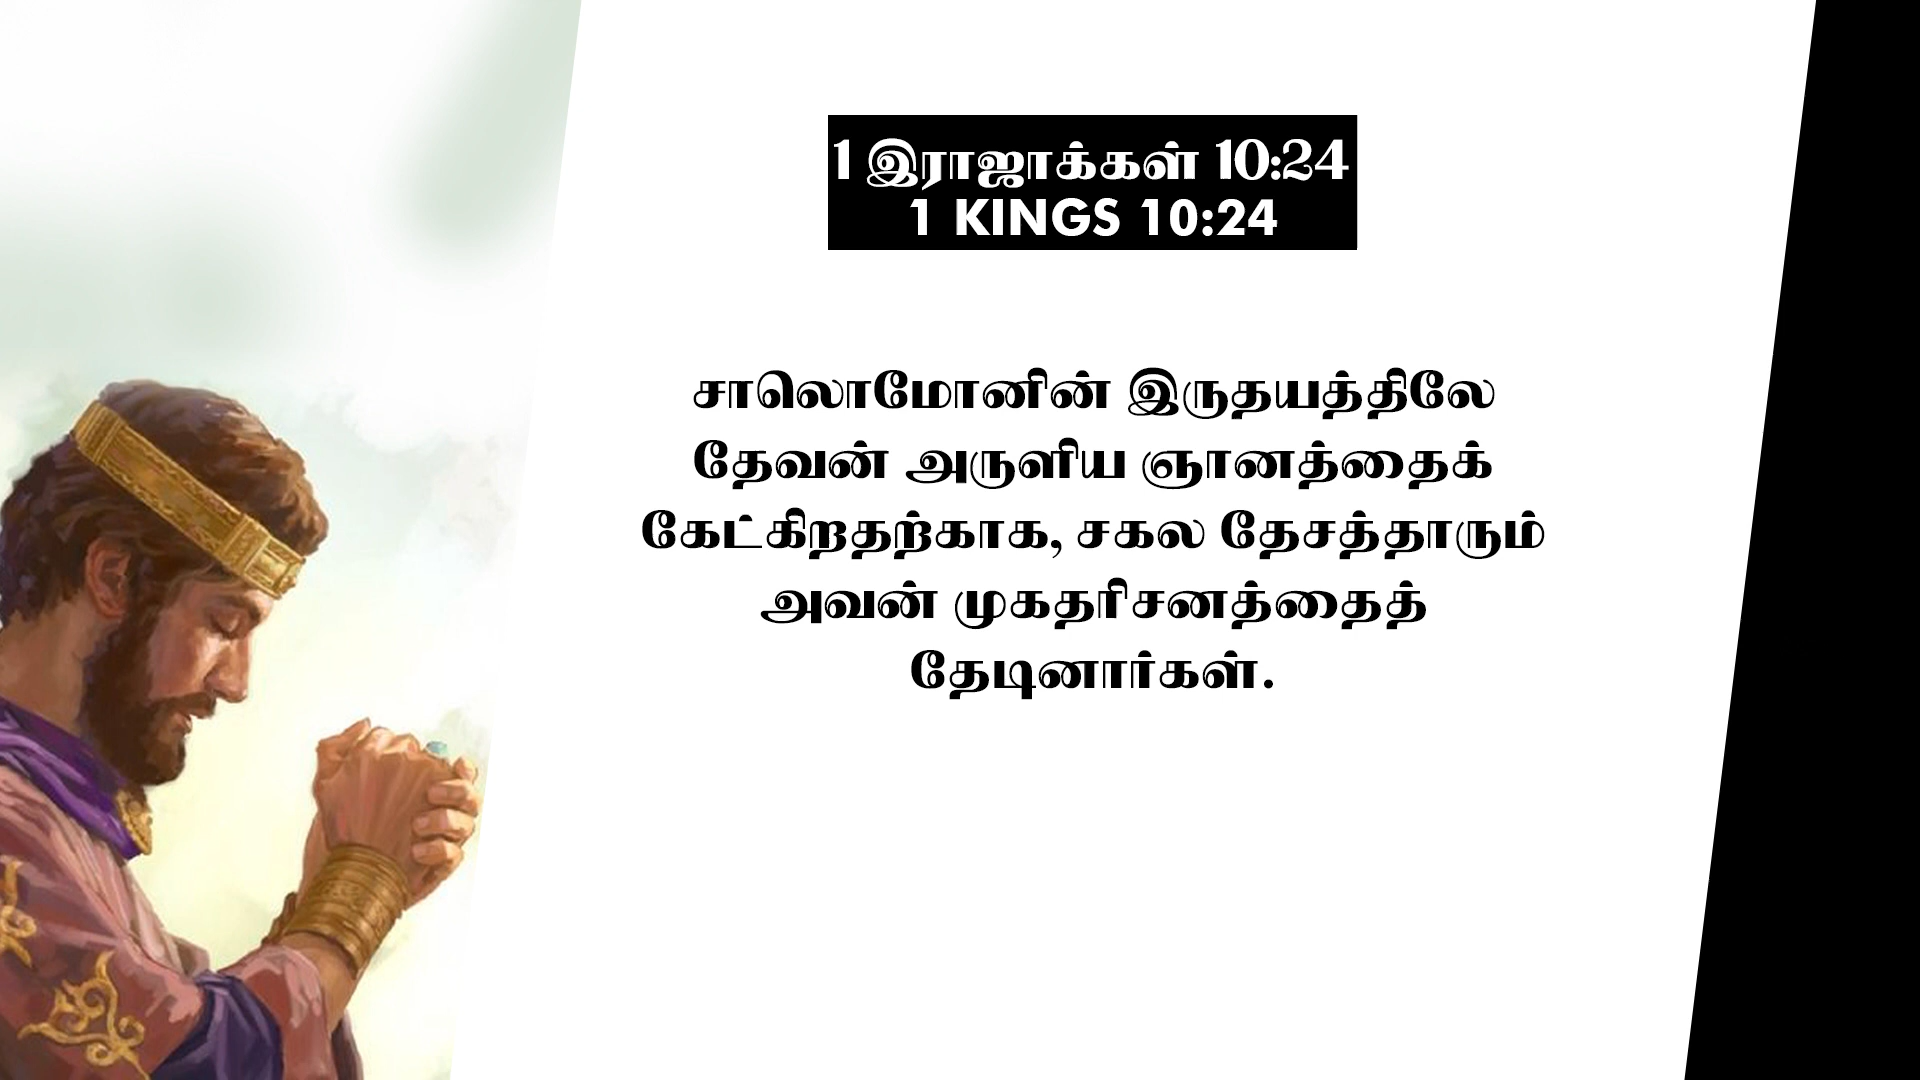 1 இராஜாக்கள் 10:24
1 KINGS 10:24
சாலொமோனின் இருதயத்திலே
தேவன் அருளிய ஞானத்தைக்
கேட்கிறதற்காக, சகல தேசத்தாரும்
அவன் முகதரிசனத்தைத்
தேடினார்கள்.